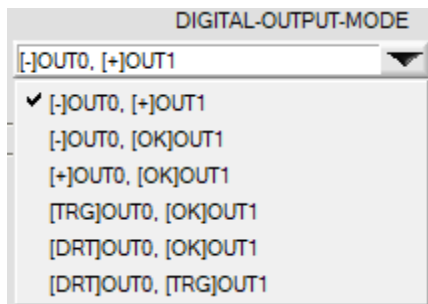 DIGITAL-OUTPUT-MODE
[-]OUT0, [+]OUT1
[-]OUT0, [+]OUT1
[-]OUT0, [OK]OUT1
[+]OUT0, [OK]OUT1
[TRG]OUT0, [OK]OUT1
[DRT]OUT0, [OK]OUT1
[DRT]OUT0, [TRG]OUT1